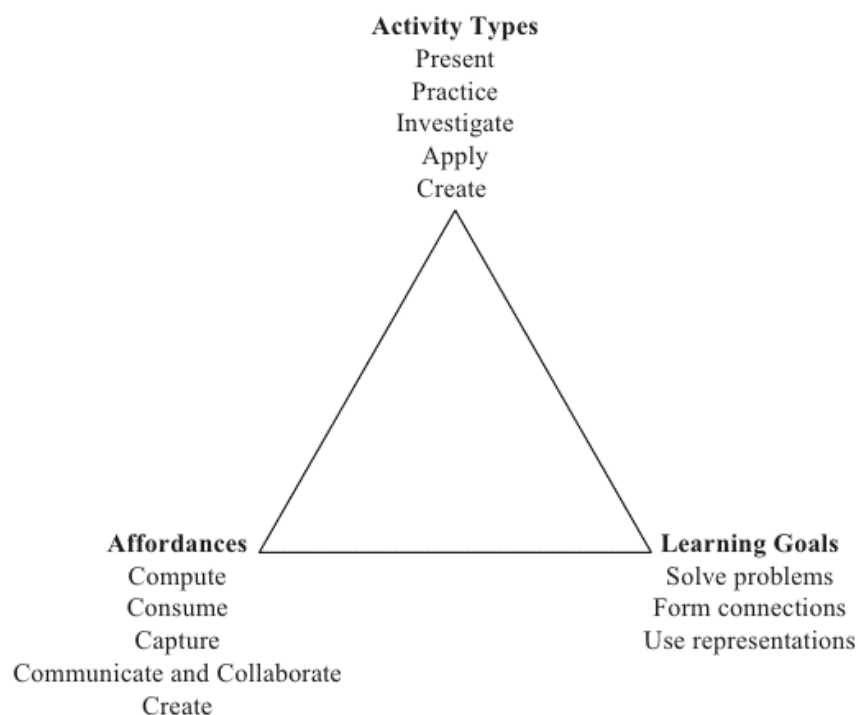 Activity Types
Present
Practice
Investigate
Apply
Create
Affordances
Compute
Consume
Capture
Communicate and Collaborate
Create
Learning Goals
Solve problems
Form connections
Use representations